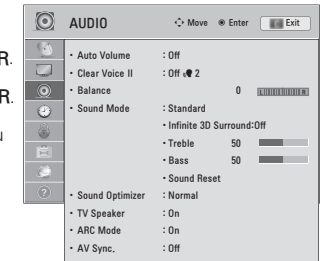 AUDIO Move Enter Exit
R.
R.
• Auto Volume : Off
• Clear Voice II : Off 2
• Balance 0 L R
• Sound Mode : Standard
• Infinite 3D Surround:Off
• Treble 50
• Bass 50
•Sound Reset
• Sound Optimizer : Normal
• TV Speaker : On
• ARC Mode : On
• AV Sync. : Off
?